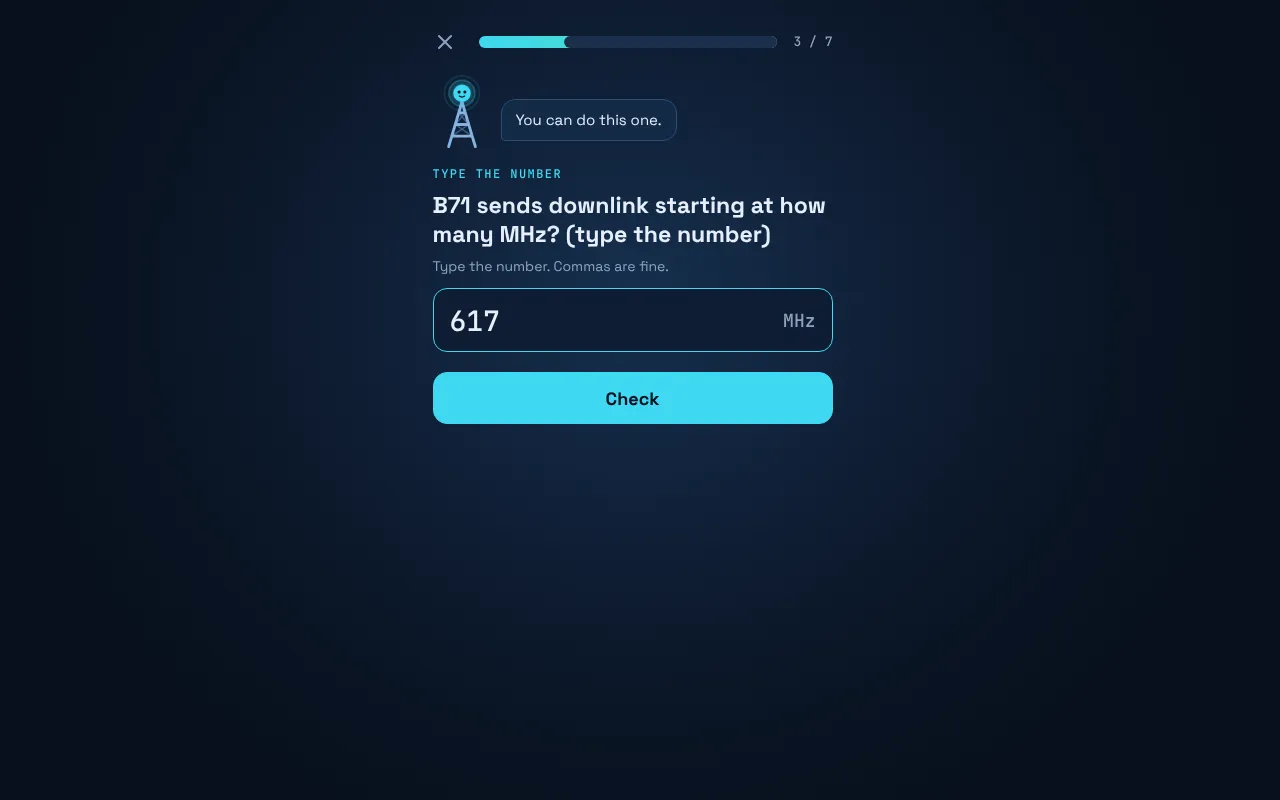 3 / 7
You can do this one.
TYPE THE NUMBER
B71 sends downlink starting at how
many MHz? (type the number)
Type the number. Commas are fine.
617 MHz
Check